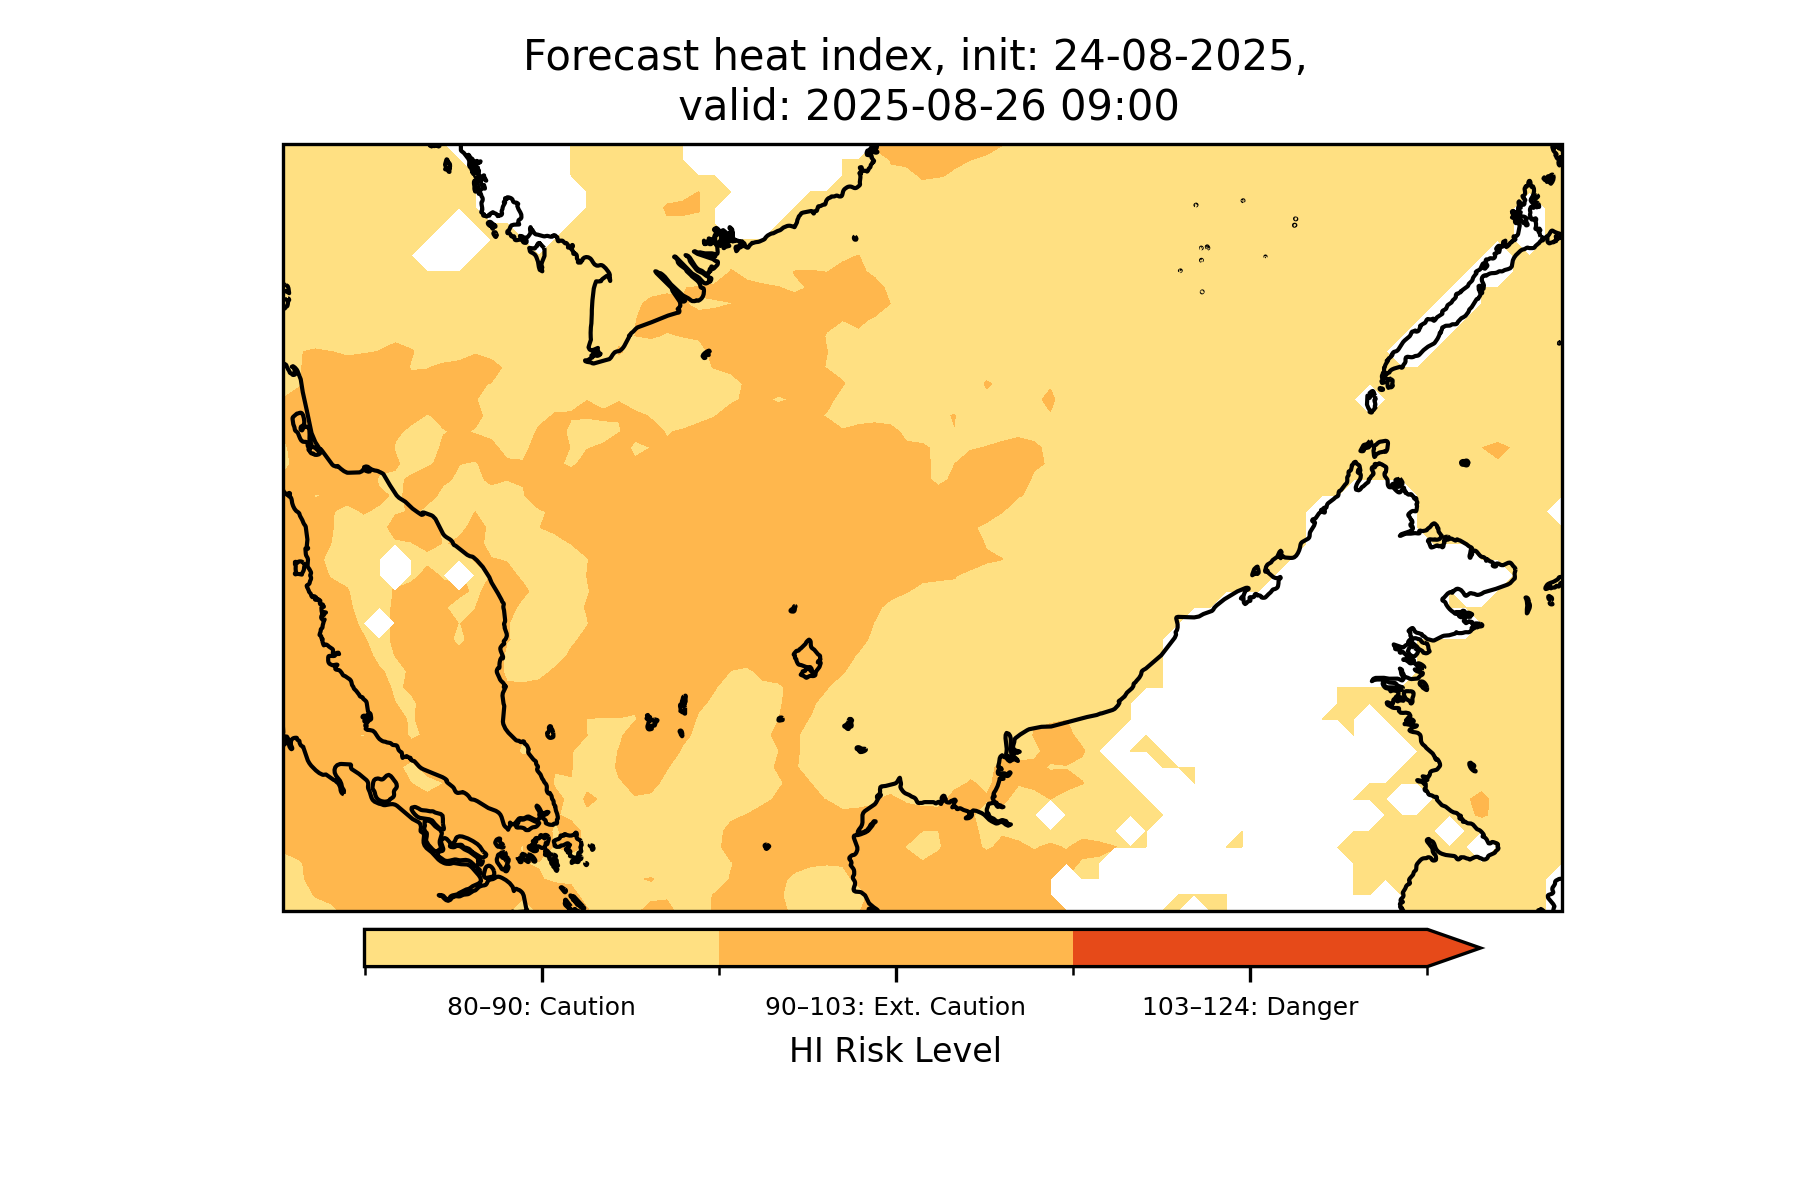 Forecast heat index, init: 24-08-2025,
valid: 2025-08-26 09:00
80–90: Caution
90–103: Ext. Caution
103–124: Danger
HI Risk Level